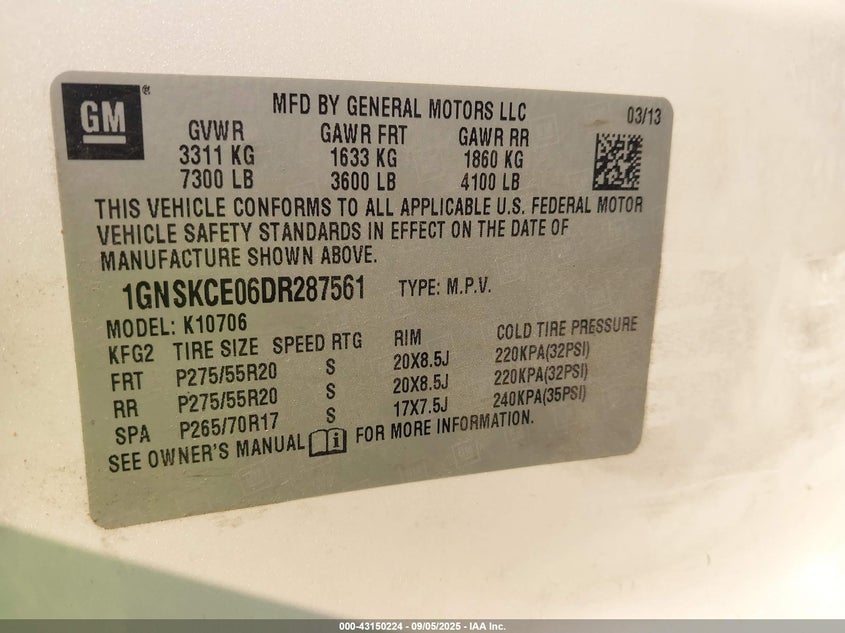 GM®
MFD BY GENERAL MOTORS LLC
03/13
GVWR GAWR FRT GAWR RR
3311 KG 1633 KG 1860 KG
7300 LB 3600 LB 4100 LB
THIS VEHICLE CONFORMS TO ALL APPLICABLE U.S. FEDERAL MOTOR
VEHICLE SAFETY STANDARDS IN EFFECT ON THE DATE OF
MANUFACTURE SHOWN ABOVE.
1GNSKCE06DR287561 TYPE: M.P.V.
MODEL: K10706
KFG2 TIRE SIZE SPEED RTG RIM COLD TIRE PRESSURE
FRT P275/55R20 S 20X8.5J 220KPA(32PSI)
RR P275/55R20 S 20X8.5J 220KPA(32PSI)
SPA P265/70R17 S 17X7.5J 240KPA(35PSI)
SEE OWNER'S MANUAL FOR MORE INFORMATION.
000-43150224 - 09/05/2025 - IAA Inc.